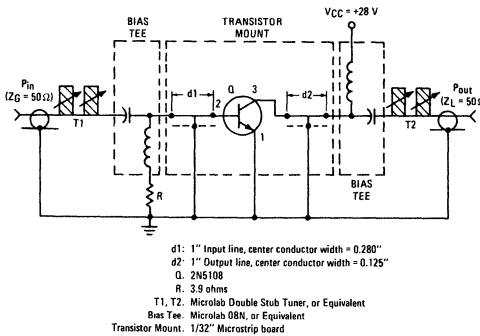 BIAS
TEE
TRANSISTOR
MOUNT
VCC = +28 V
Pin
(ZG = 50 Ω)
T1
d1
2
Q
3
1
d2
Pout
(ZL = 50Ω
T2
BIAS
TEE
R
d1: 1" Input line, center conductor width = 0.280"
d2: 1" Output line, center conductor width = 0.125"
Q. 2N5108
R. 3.9 ohms
T1, T2. Microlab Double Stub Tuner, or Equivalent
Bias Tee. Microlab 08N, or Equivalent
Transistor Mount. 1/32" Microstrip board